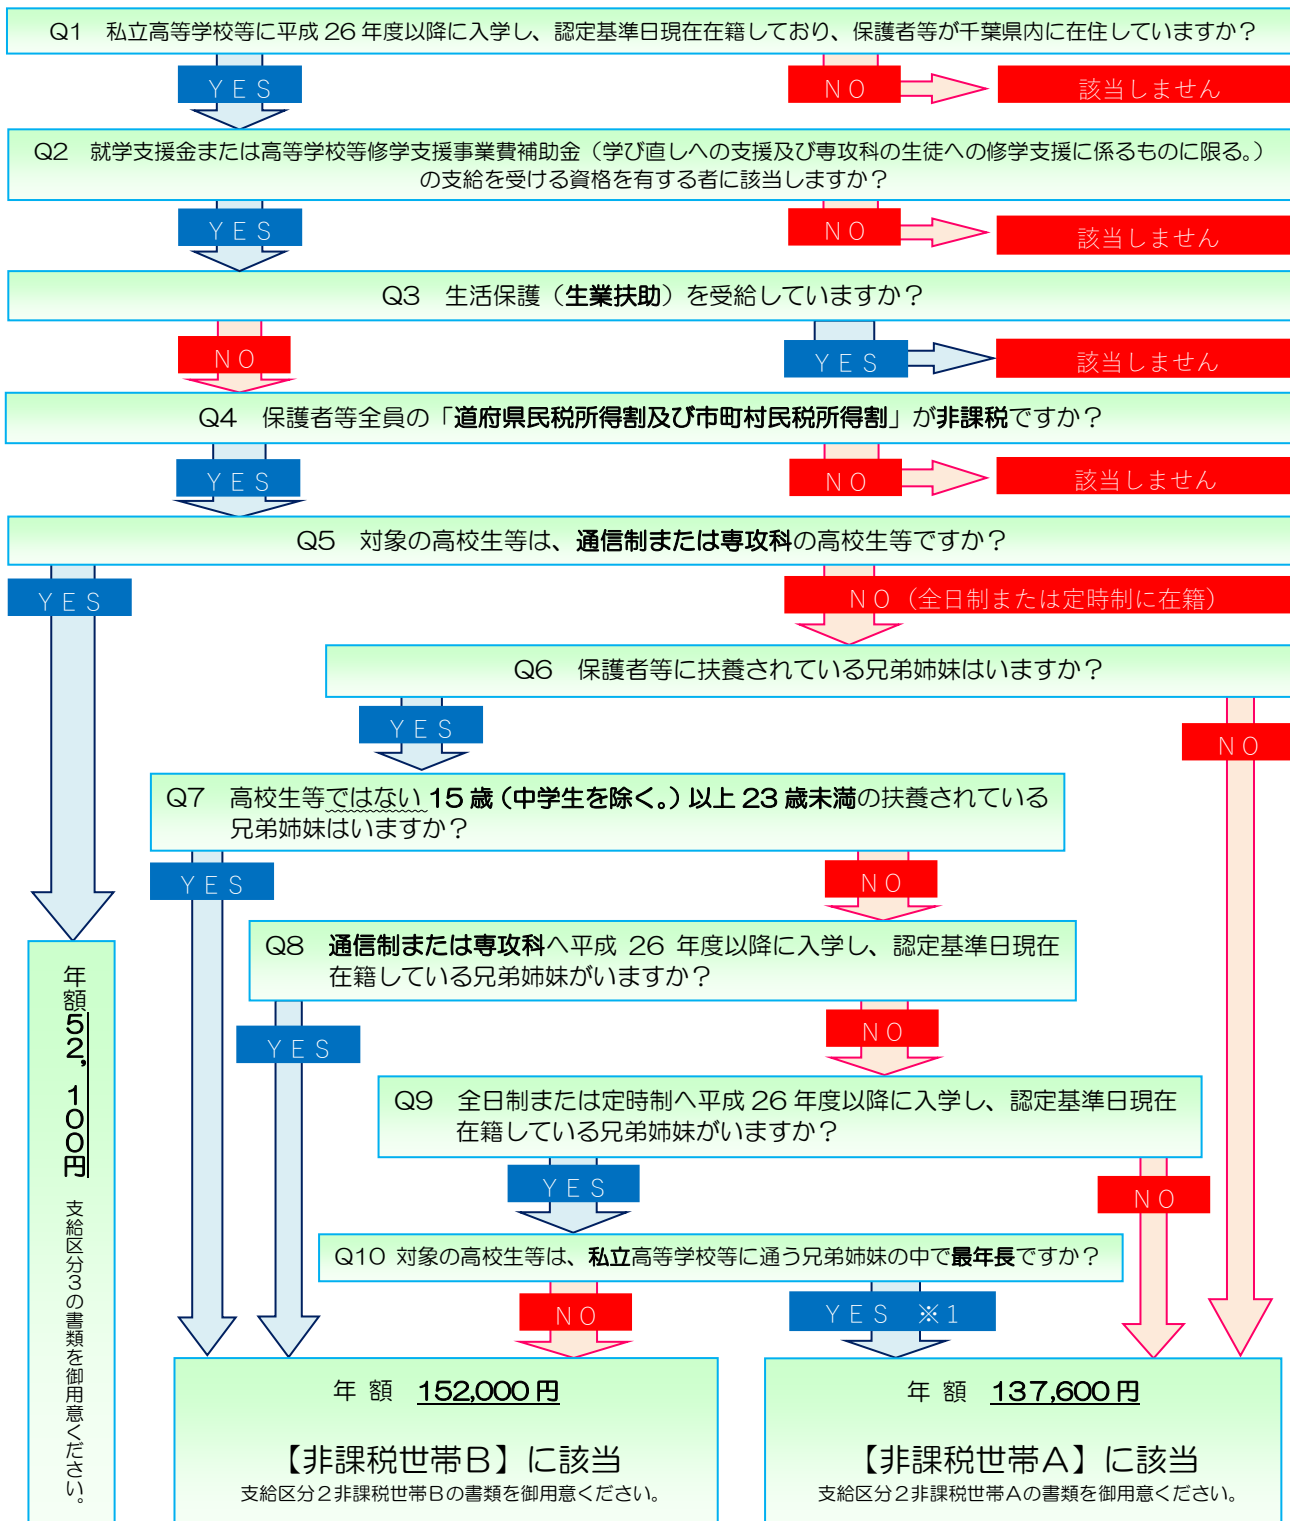 Q1　私立高等学校等に平成 26 年度以降に入学し、認定基準日現在在籍しており、保護者等が千葉県内に在住していますか？
ＹＥＳ
ＮＯ
該当しません
Q2　就学支援金または高等学校等修学支援事業費補助金（学び直しへの支援及び専攻科の生徒への修学支援に係るものに限る。）
の支給を受ける資格を有する者に該当しますか？
ＹＥＳ
ＮＯ
該当しません
Q3　生活保護（生業扶助）を受給していますか？
ＮＯ
ＹＥＳ
該当しません
Q4　保護者等全員の「道府県民税所得割及び市町村民税所得割」が非課税ですか？
ＹＥＳ
ＮＯ
該当しません
Q5　対象の高校生等は、通信制または専攻科の高校生等ですか？
ＹＥＳ
ＮＯ（全日制または定時制に在籍）
Q6　保護者等に扶養されている兄弟姉妹はいますか？
ＹＥＳ
ＮＯ
Q7　高校生等ではない 15 歳（中学生を除く。）以上 23 歳未満の扶養されている
兄弟姉妹はいますか？
ＹＥＳ
ＮＯ
Q8　通信制または専攻科へ平成 26 年度以降に入学し、認定基準日現在
在籍している兄弟姉妹がいますか？
ＹＥＳ
ＮＯ
Q9　全日制または定時制へ平成 26 年度以降に入学し、認定基準日現在
在籍している兄弟姉妹がいますか？
ＹＥＳ
ＮＯ
Q10 対象の高校生等は、私立高等学校等に通う兄弟姉妹の中で最年長ですか？
ＮＯ
ＹＥＳ ※1
年額５２，１００円　支給区分３の書類を御用意ください。
年 額　152,000 円
【非課税世帯Ｂ】に該当
支給区分２非課税世帯Ｂの書類を御用意ください。
年 額　137,600 円
【非課税世帯Ａ】に該当
支給区分２非課税世帯Ａの書類を御用意ください。